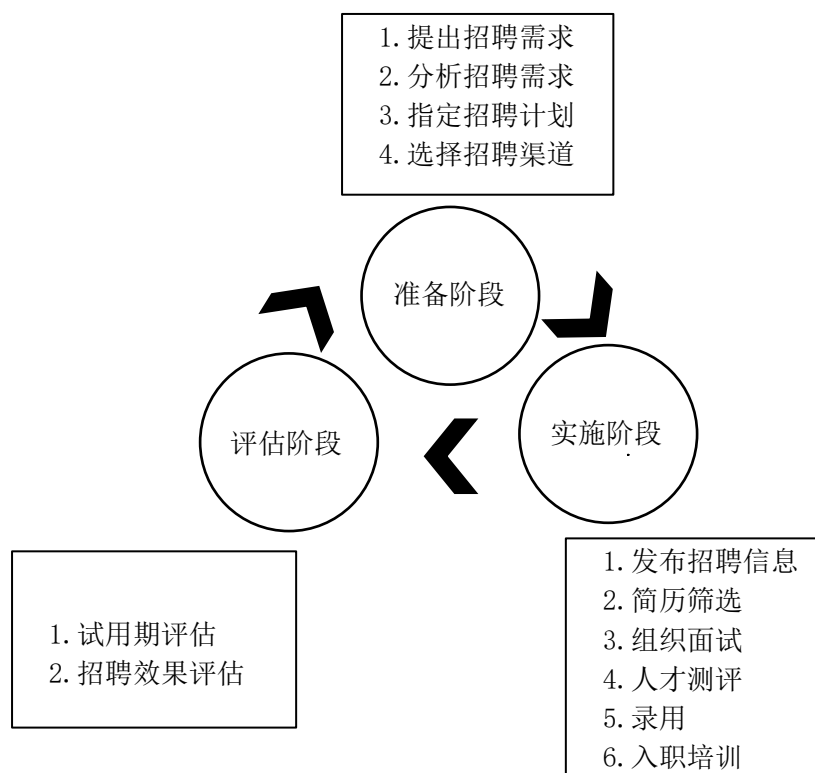 1.提出招聘需求
2.分析招聘需求
3.指定招聘计划
4.选择招聘渠道
准备阶段
评估阶段
实施阶段
1.试用期评估
2.招聘效果评估
1.发布招聘信息
2.简历筛选
3.组织面试
4.人才测评
5.录用
6.入职培训